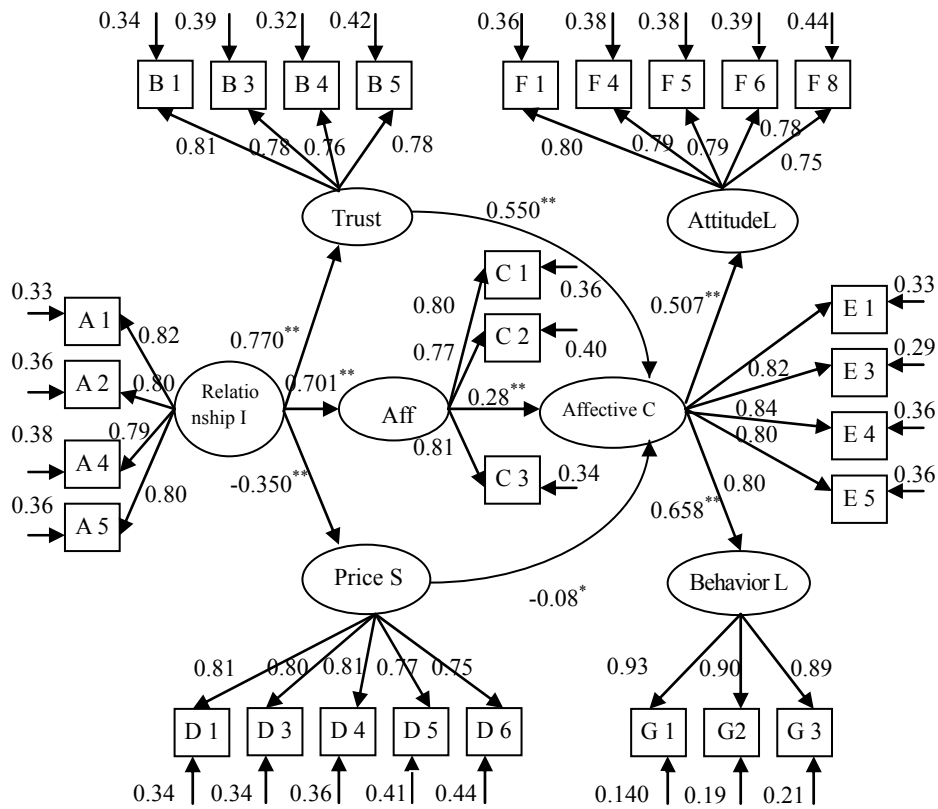 0.34 0.39 0.32 0.42 0.36 0.38 0.38 0.39 0.44
B 1 B 3 B 4 B 5 F 1 F 4 F 5 F 6 F 8
0.81 0.78 0.76 0.78 0.80 0.79 0.79 0.78 0.75
Trust 0.550** AttitudeL
C 1 0.36
0.33 A 1 0.82 0.770** 0.80 0.507** E 1 0.33
C 2 0.40
0.36 A 2 0.80 0.77 0.82 E 3 0.29
Relatio
nship I
0.701** Aff 0.28** Affective C
0.38 A 4 0.79 0.81 0.84 E 4 0.36
C 3 0.34
0.36 A 5 0.80 -0.350** 0.658** 0.80 0.80 E 5 0.36
Price S -0.08* Behavior L
0.81 0.80 0.81 0.77 0.75 0.93 0.90 0.89
D 1 D 3 D 4 D 5 D 6 G 1 G2 G 3
0.34 0.34 0.36 0.41 0.44 0.140 0.19 0.21